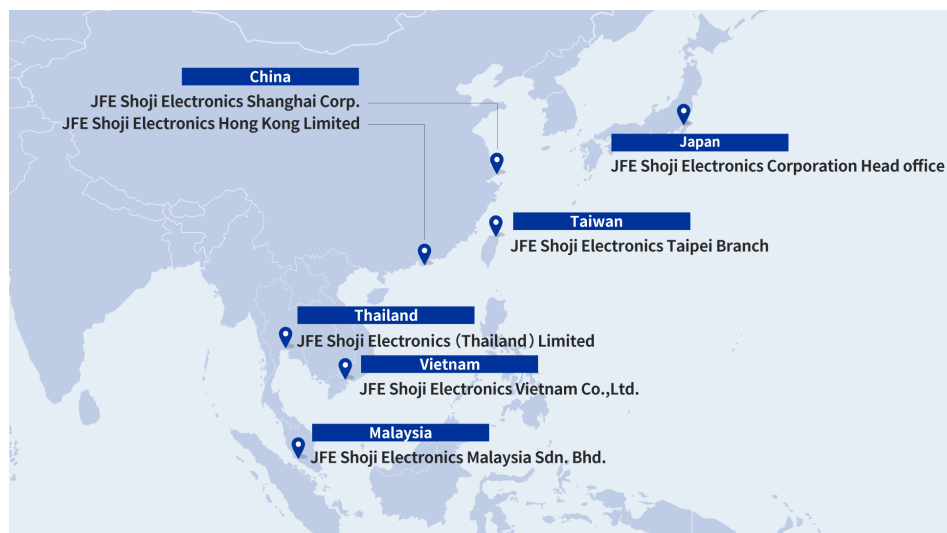 China
JFE Shoji Electronics Shanghai Corp.
JFE Shoji Electronics Hong Kong Limited
Japan
JFE Shoji Electronics Corporation Head office
Taiwan
JFE Shoji Electronics Taipei Branch
Thailand
JFE Shoji Electronics（Thailand）Limited
Vietnam
JFE Shoji Electronics Vietnam Co.,Ltd.
Malaysia
JFE Shoji Electronics Malaysia Sdn. Bhd.